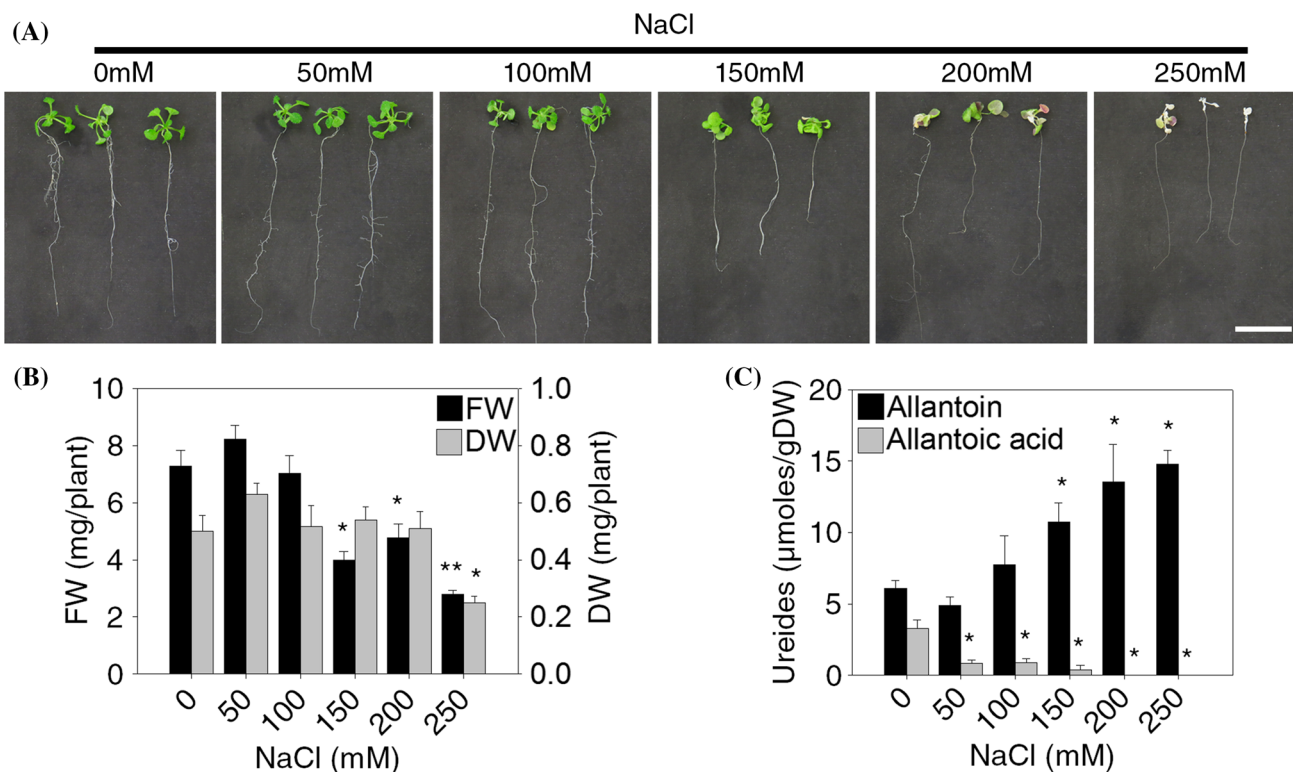 (A)
NaCl
0mM 50mM 100mM 150mM 200mM 250mM
(B)
10
8
6
4
2
0
FW (mg/plant)
FW
DW
* * ** *
1.0
0.8
0.6
0.4
0.2
0.0
DW (mg/plant)
0 50 100 150 200 250
NaCl (mM)
(C)
20
15
10
5
0
Ureides (µmoles/gDW)
Allantoin
Allantoic acid
* * *
* * * * *
0 50 100 150 200 250
NaCl (mM)